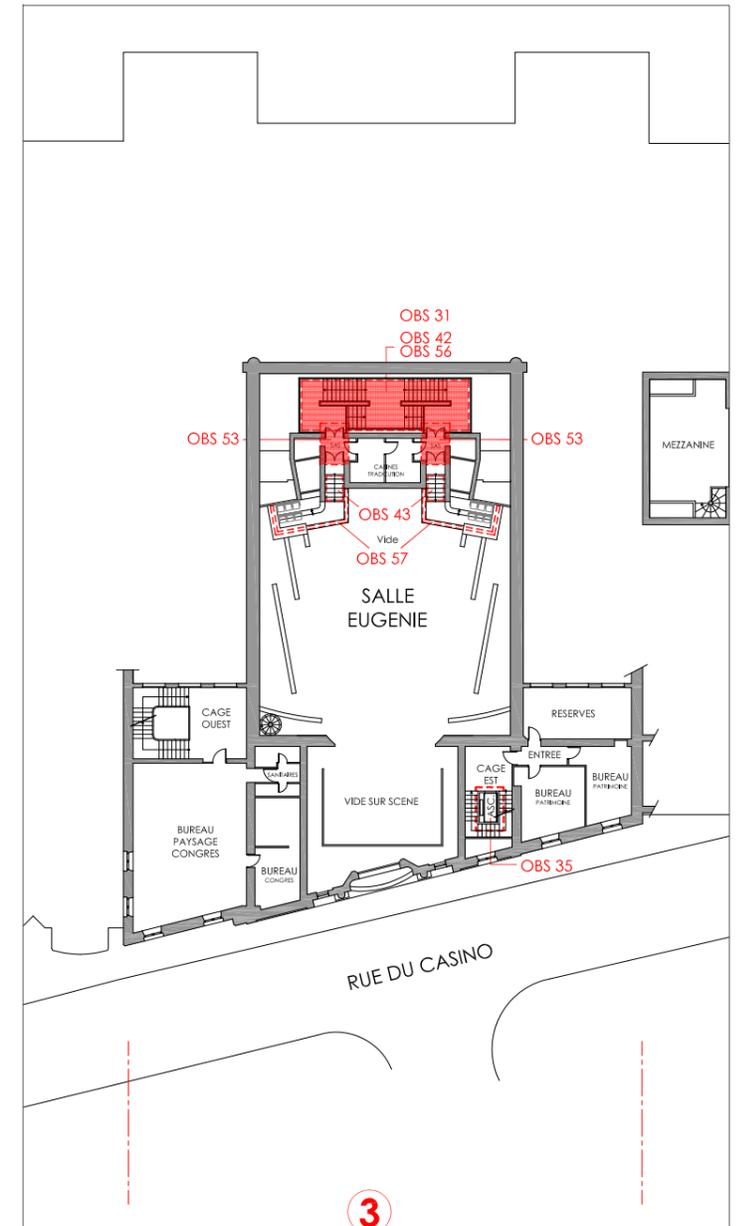 OBS 31
OBS 42
OBS 56
OBS 53
OBS 53
SAS
SAS
CABINES
TRADUCTION
MEZZANINE
OBS 43
Vide
OBS 57
SALLE
EUGENIE
CAGE
OUEST
RESERVES
ENTREE
SANITAIRES
CAGE
EST
BUREAU
PATRIMOINE
BUREAU
PATRIMOINE
ASC.
VIDE SUR SCENE
BUREAU
PAYSAGE
CONGRES
BUREAU
CONGRES
OBS 35
RUE DU CASINO
3